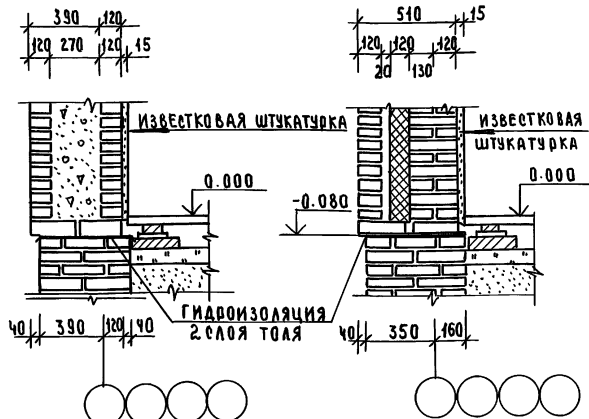 390 120
120 270 120 15
510 15
120 120 120
20 130
ИЗВЕСТКОВАЯ ШТУКАТУРКА
ИЗВЕСТКОВАЯ
ШТУКАТУРКА
0.000
-0.080
0.000
ГИДРОИЗОЛЯЦИЯ
2 СЛОЯ ТОЛЯ
40 390 120 40
40 350 160